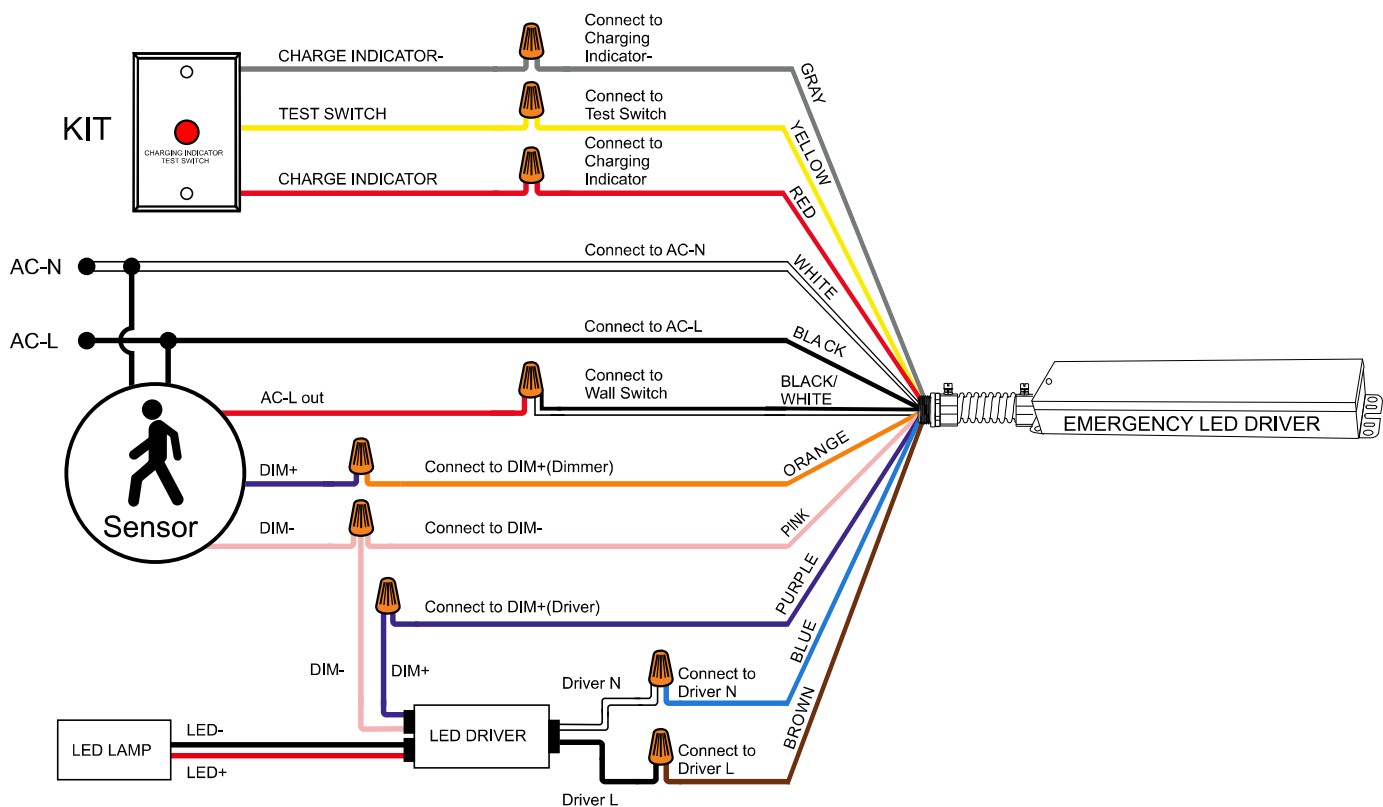 KIT
CHARGING INDICATOR
TEST SWITCH
CHARGE INDICATOR-
Connect to
Charging
Indicator-
GRAY
TEST SWITCH
Connect to
Test Switch
YELLOW
CHARGE INDICATOR
Connect to
Charging
Indicator
RED
AC-N
Connect to AC-N
WHITE
AC-L
Connect to AC-L
BLACK
AC-L out
Connect to
Wall Switch
BLACK/
WHITE
EMERGENCY LED DRIVER
Sensor
DIM+
Connect to DIM+(Dimmer)
ORANGE
DIM-
Connect to DIM-
PINK
Connect to DIM+(Driver)
PURPLE
DIM-
DIM+
BLUE
Driver N
Connect to
Driver N
BROWN
LED LAMP
LED-
LED+
LED DRIVER
Connect to
Driver L
Driver L